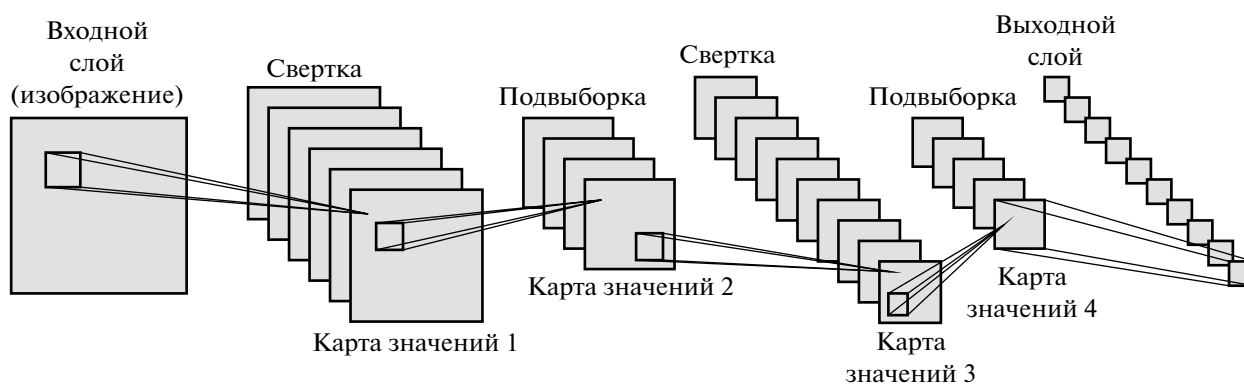 Входной
слой
(изображение)
Свертка
Карта значений 1
Подвыборка
Карта значений 2
Свертка
Карта
значений 3
Подвыборка
Карта
значений 4
Выходной
слой